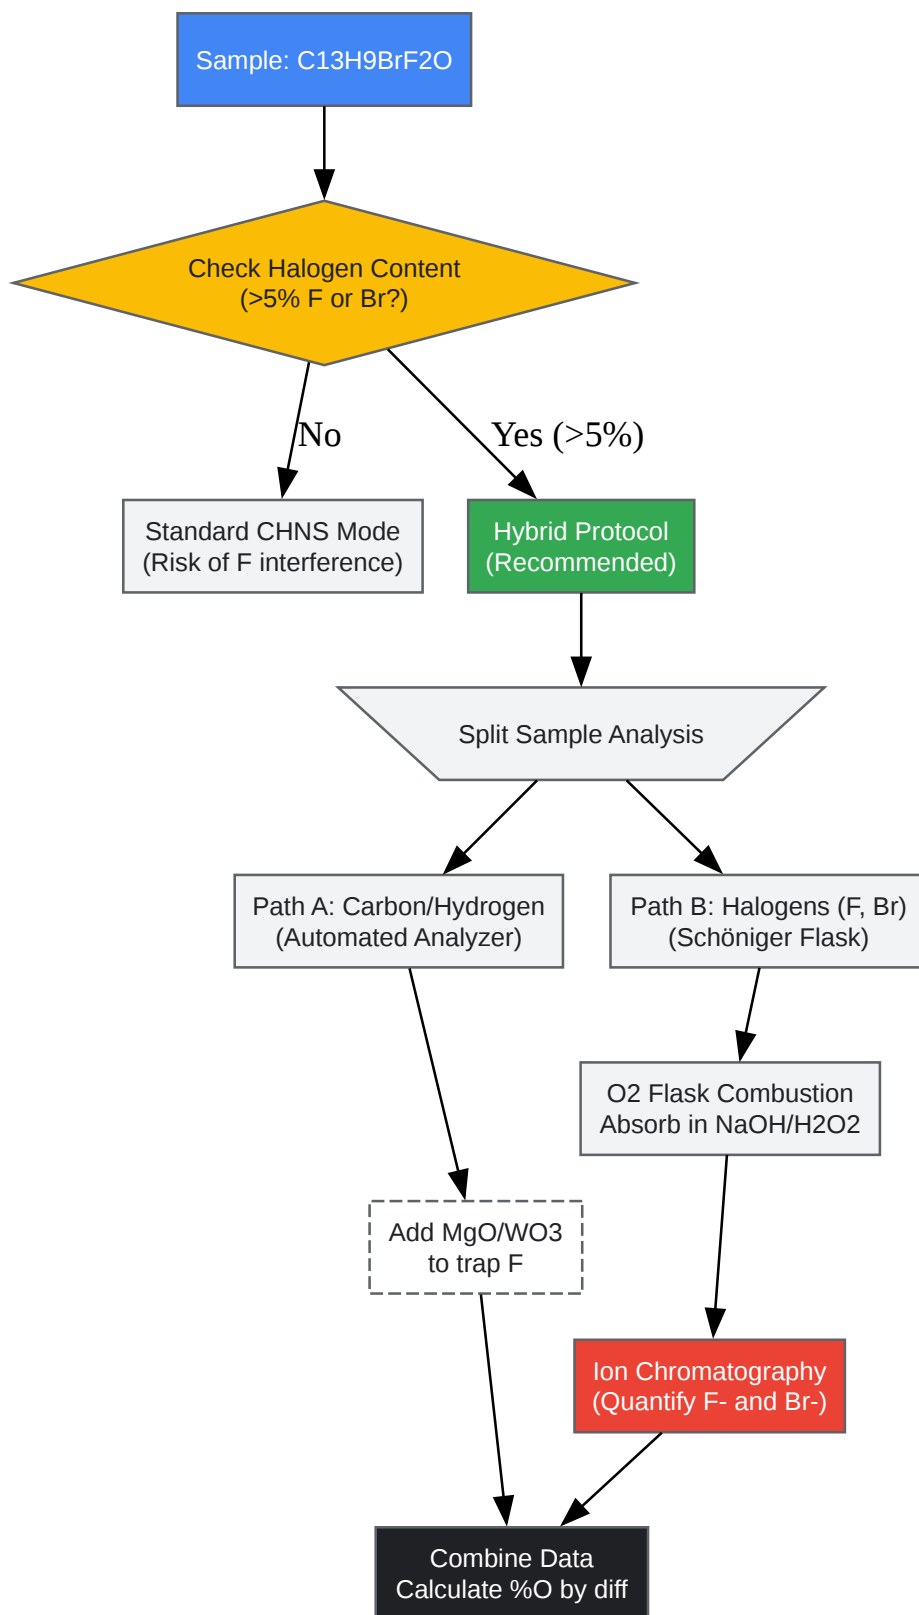 Sample: C13H9BrF2O
Check Halogen Content
(>5% F or Br?)
No
Yes (>5%)
Standard CHNS Mode
(Risk of F interference)
Hybrid Protocol
(Recommended)
Split Sample Analysis
Path A: Carbon/Hydrogen
(Automated Analyzer)
Path B: Halogens (F, Br)
(Schöniger Flask)
O2 Flask Combustion
Absorb in NaOH/H2O2
Add MgO/WO3
to trap F
Ion Chromatography
(Quantify F- and Br-)
Combine Data
Calculate %O by diff